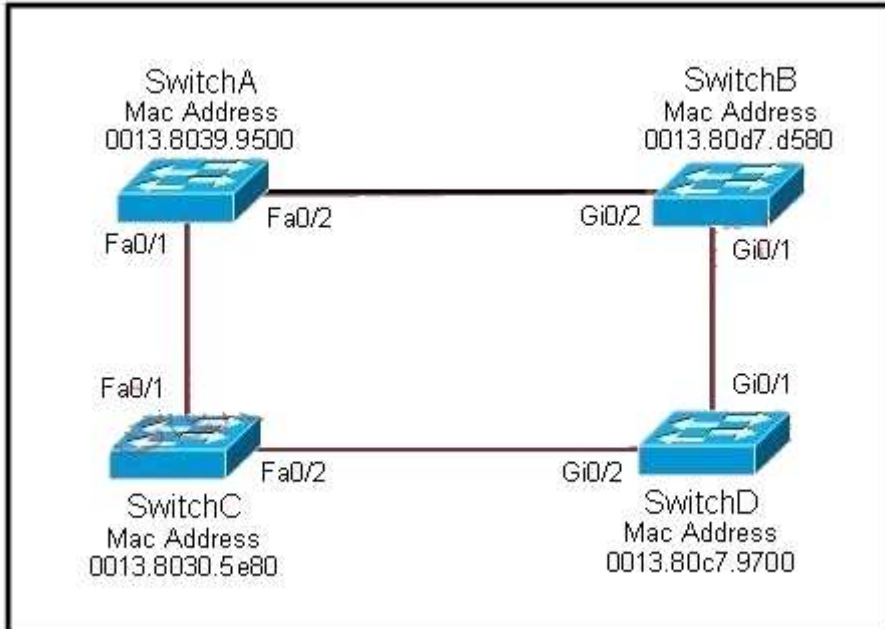 SwitchA
Mac Address
0013.8039.9500
SwitchB
Mac Address
0013.80d7.d580
Fa0/2
Gi0/2
Fa0/1
Gi0/1
Fa0/1
Gi0/1
Fa0/2
Gi0/2
SwitchC
Mac Address
0013.8030.5e80
SwitchD
Mac Address
0013.80c7.9700